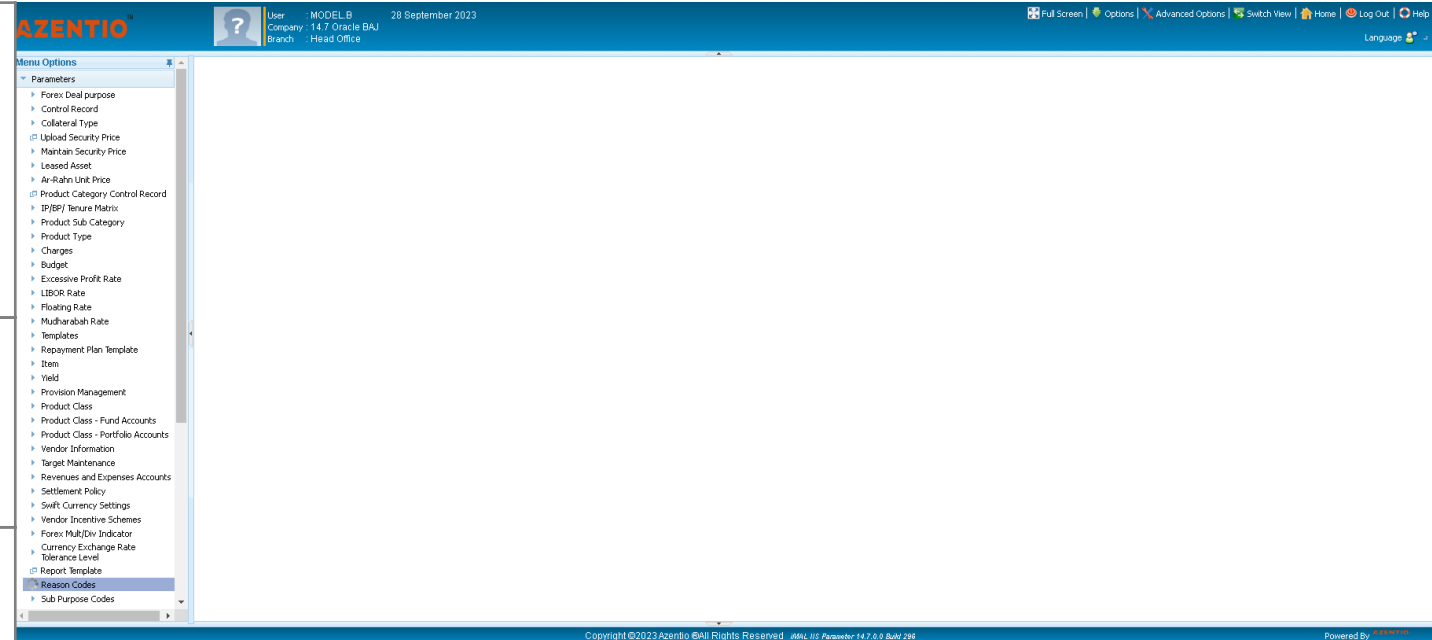 AZENTIO™
User : MODEL.B 28 September 2023
Company : 14.7 Oracle BAJ
Branch : Head Office
Full Screen | Options | Advanced Options | Switch View | Home | Log Out | Help
Language
Menu Options
Parameters
Forex Deal purpose
Control Record
Collateral Type
Upload Security Price
Maintain Security Price
Leased Asset
Ar-Rahn Unit Price
Product Category Control Record
IP/BP/ Tenure Matrix
Product Sub Category
Product Type
Charges
Budget
Excessive Profit Rate
LIBOR Rate
Floating Rate
Mudharabah Rate
Templates
Repayment Plan Template
Item
Yield
Provision Management
Product Class
Product Class - Fund Accounts
Product Class - Portfolio Accounts
Vendor Information
Target Maintenance
Revenues and Expenses Accounts
Settlement Policy
Swift Currency Settings
Vendor Incentive Schemes
Forex Mult/Div Indicator
Currency Exchange Rate
Tolerance Level
Report Template
Reason Codes
Sub Purpose Codes
Copyright ©2023 Azentio ®All Rights Reserved iMAL IIS Parameter 14.7.0.0 Build 296
Powered By AZENTIO